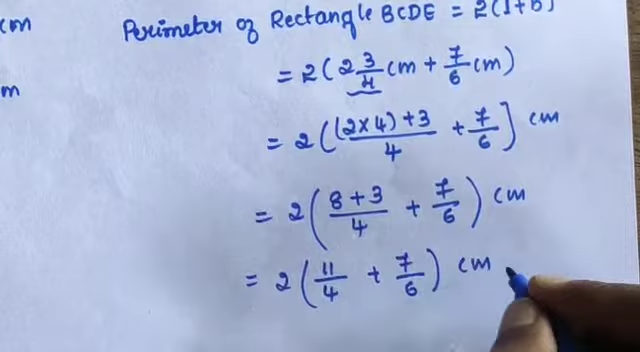 cm
Perimeter of Rectangle BCDE = 2(l+b)
m
= 2(2 3/4 cm + 7/6 cm)
= 2((2×4)+3/4 + 7/6] cm
= 2(8+3/4 + 7/6) cm
= 2(11/4 + 7/6) cm